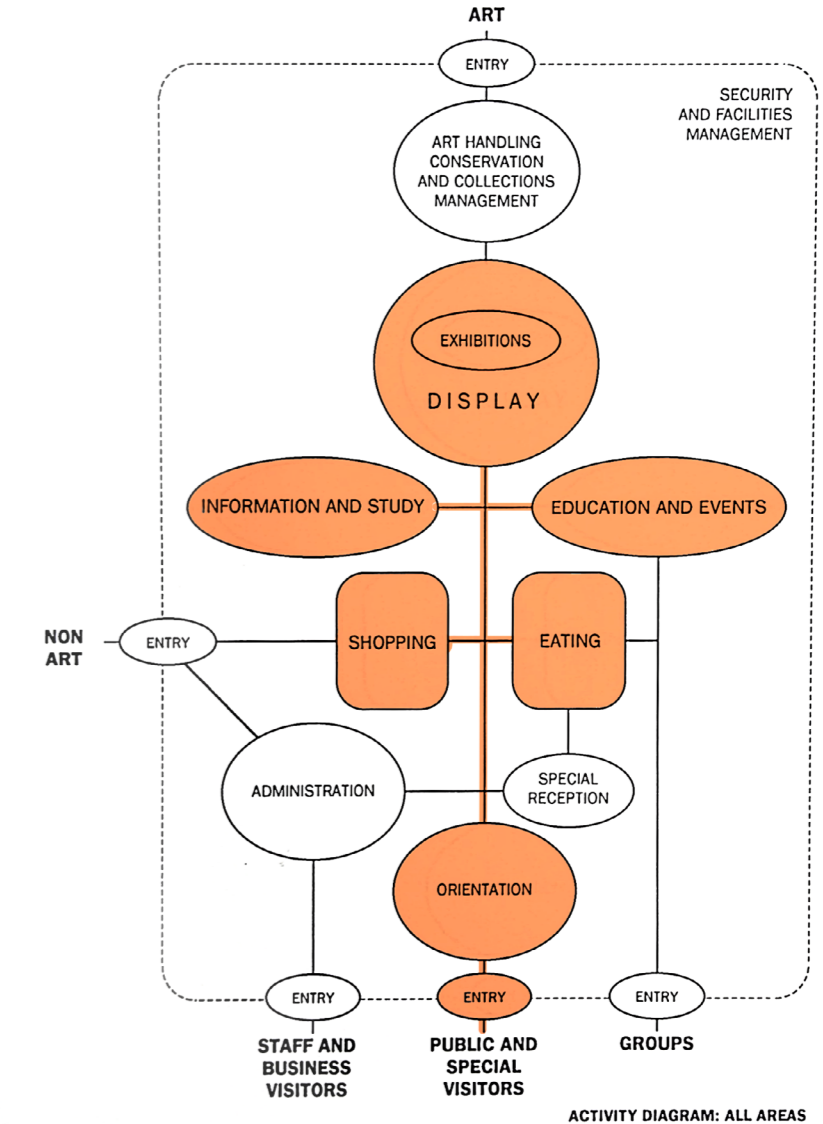 ART
ENTRY
SECURITY
AND FACILITIES
MANAGEMENT
ART HANDLING
CONSERVATION
AND COLLECTIONS
MANAGEMENT
EXHIBITIONS
DISPLAY
INFORMATION AND STUDY
EDUCATION AND EVENTS
NON
ART
ENTRY
SHOPPING
EATING
ADMINISTRATION
SPECIAL
RECEPTION
ORIENTATION
ENTRY
ENTRY
ENTRY
STAFF AND
BUSINESS
VISITORS
PUBLIC AND
SPECIAL
VISITORS
GROUPS
ACTIVITY DIAGRAM: ALL AREAS